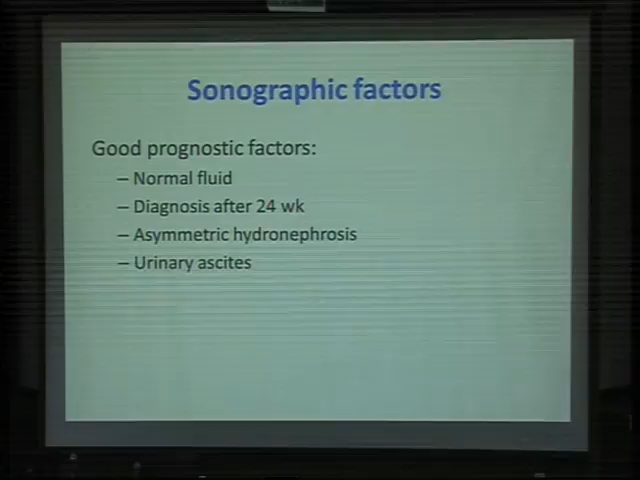 Sonographic factors
Good prognostic factors:
– Normal fluid
– Diagnosis after 24 wk
– Asymmetric hydronephrosis
– Urinary ascites